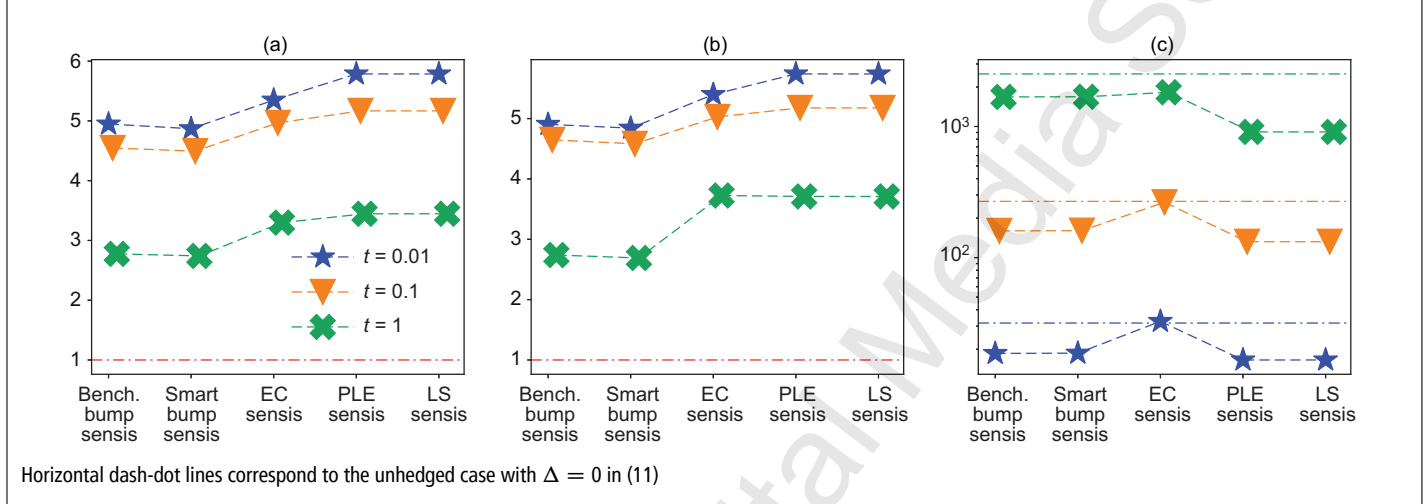 (a)
6
5
4
3
2
1
t = 0.01
t = 0.1
t = 1
Bench. bump sensis
Smart bump sensis
EC sensis
PLE sensis
LS sensis
(b)
5
4
3
2
1
Bench. bump sensis
Smart bump sensis
EC sensis
PLE sensis
LS sensis
(c)
10³
10²
Bench. bump sensis
Smart bump sensis
EC sensis
PLE sensis
LS sensis
Horizontal dash-dot lines correspond to the unhedged case with Δ = 0 in (11)
Media